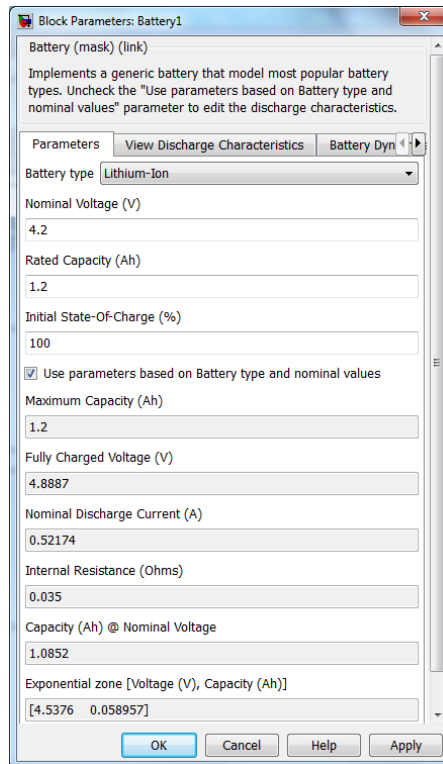 Block Parameters: Battery1
Battery (mask) (link)
Implements a generic battery that model most popular battery
types. Uncheck the "Use parameters based on Battery type and
nominal values" parameter to edit the discharge characteristics.
Parameters View Discharge Characteristics Battery Dyn
Battery type Lithium-Ion
Nominal Voltage (V)
4.2
Rated Capacity (Ah)
1.2
Initial State-Of-Charge (%)
100
Use parameters based on Battery type and nominal values
Maximum Capacity (Ah)
1.2
Fully Charged Voltage (V)
4.8887
Nominal Discharge Current (A)
0.52174
Internal Resistance (Ohms)
0.035
Capacity (Ah) @ Nominal Voltage
1.0852
Exponential zone [Voltage (V), Capacity (Ah)]
[4.5376 0.058957]
OK Cancel Help Apply